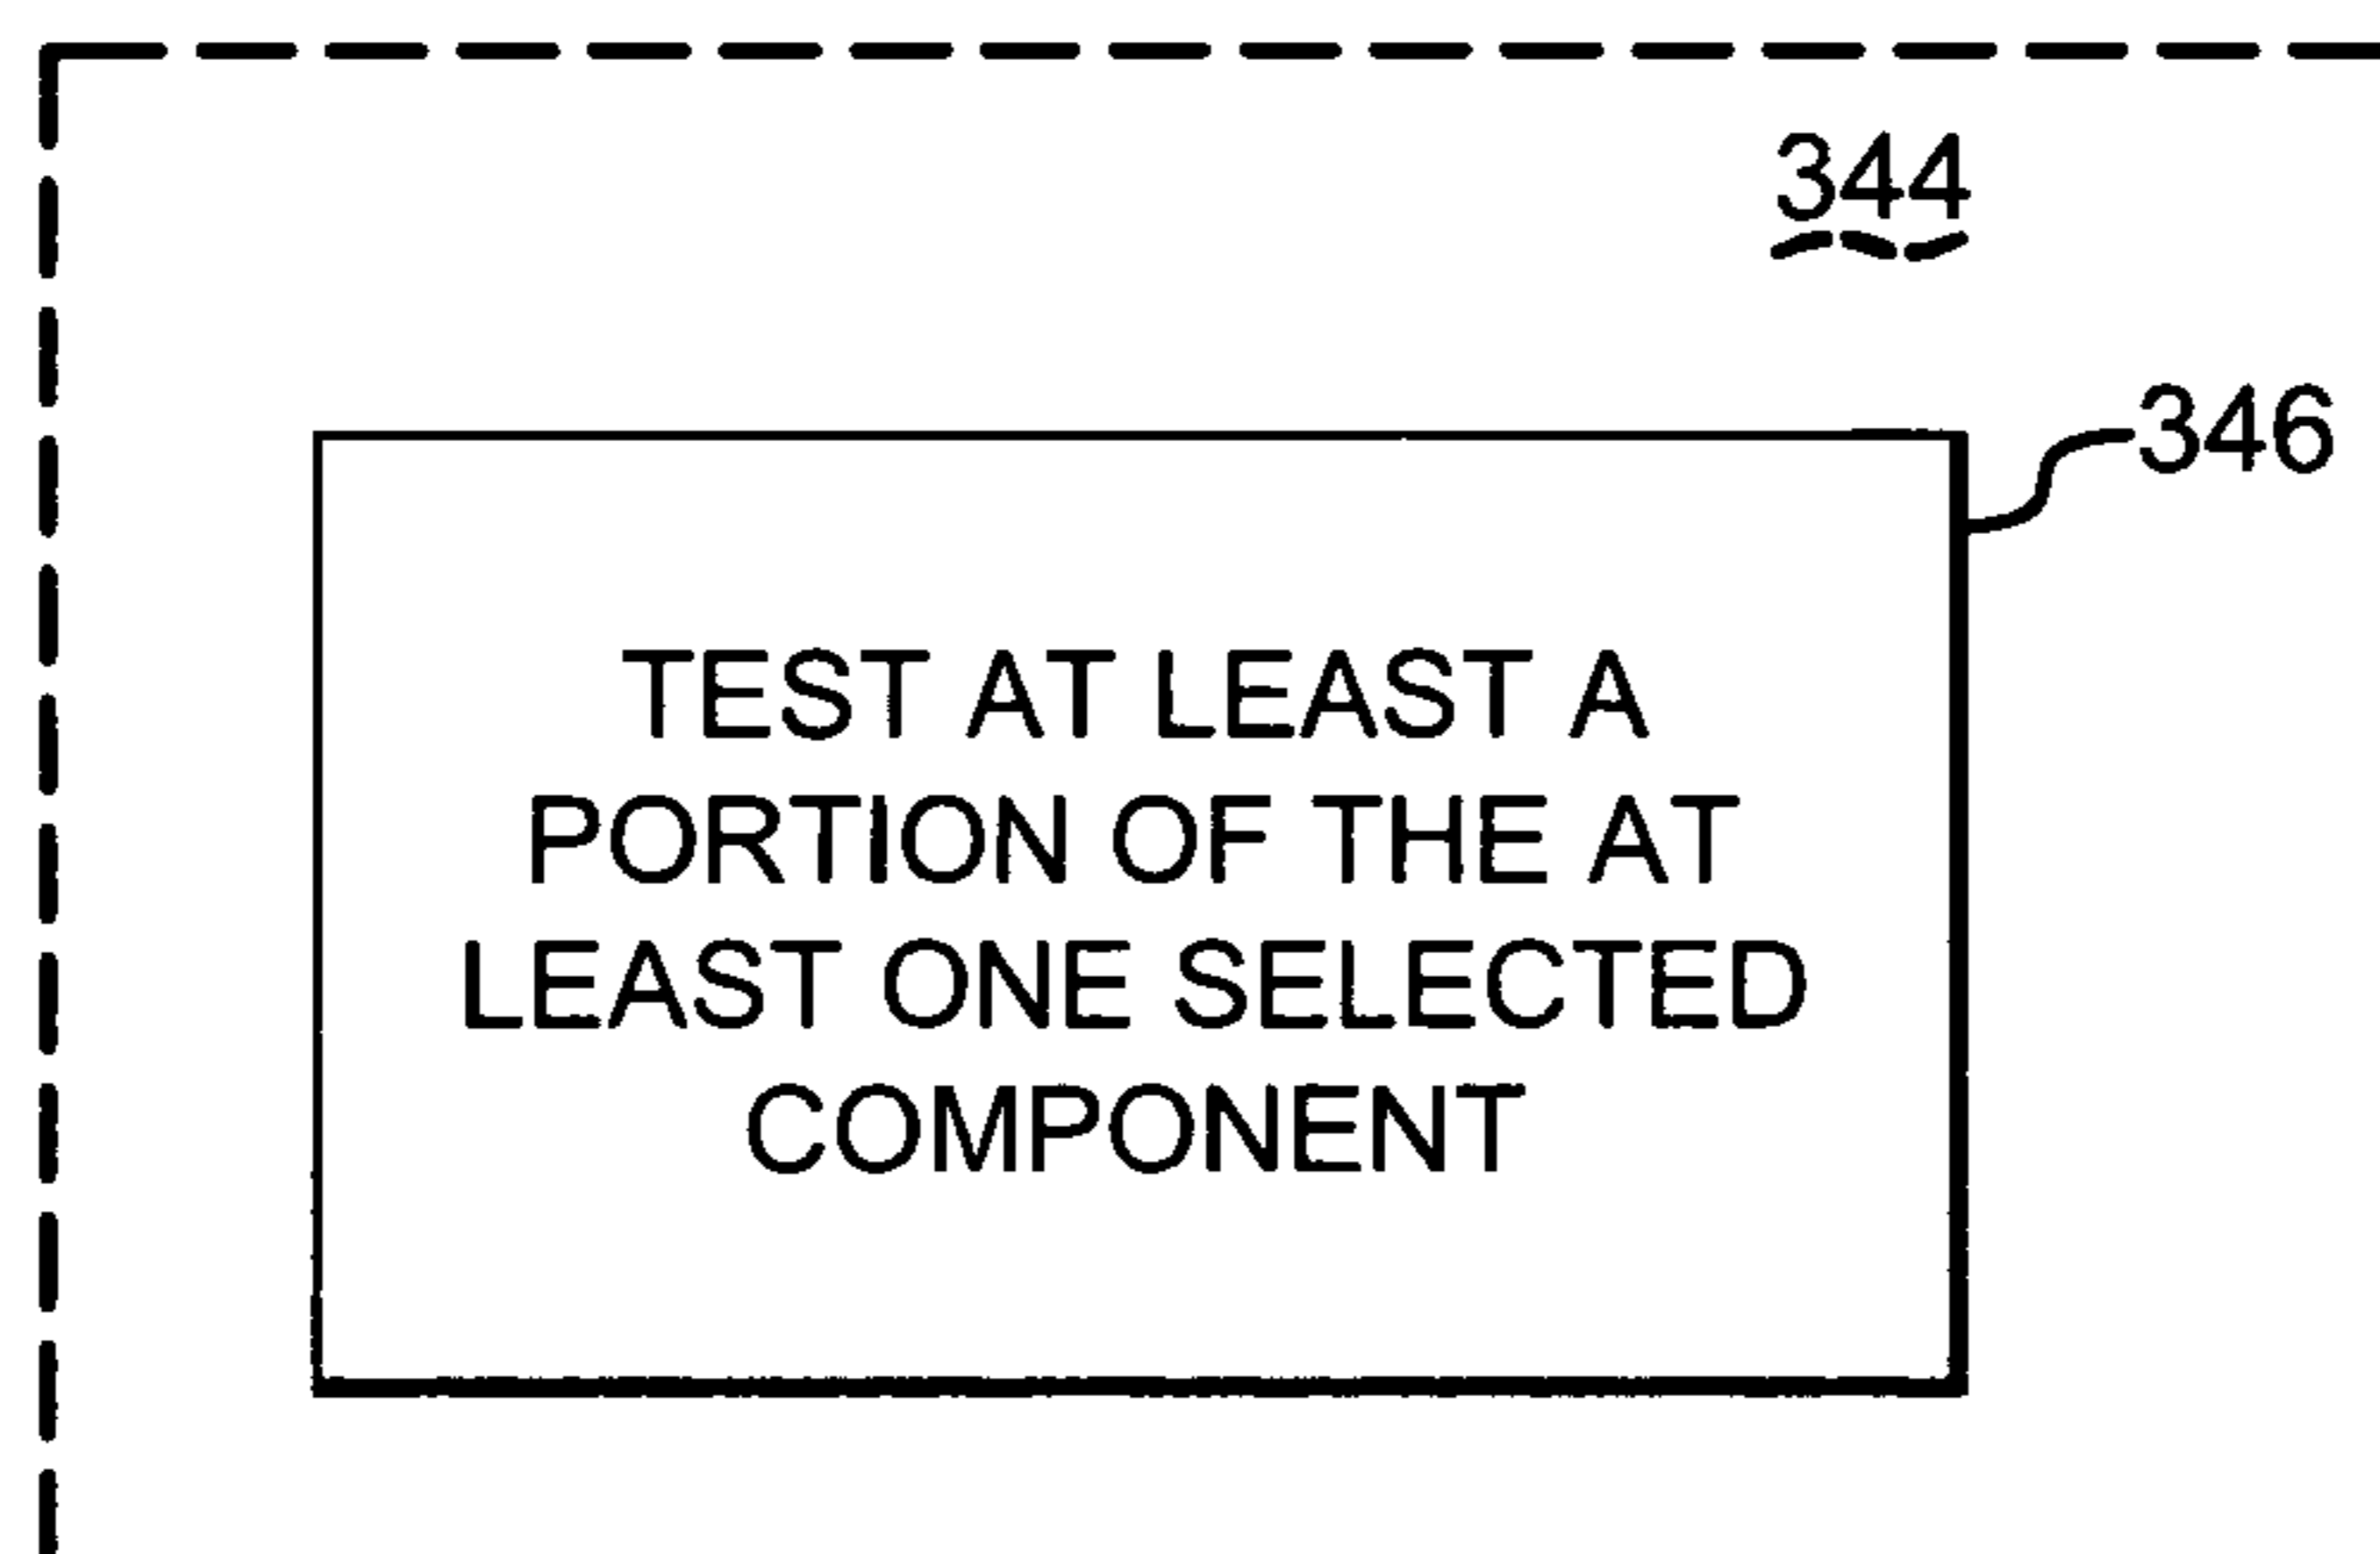 344
346
TEST AT LEAST A
PORTION OF THE AT
LEAST ONE SELECTED
COMPONENT